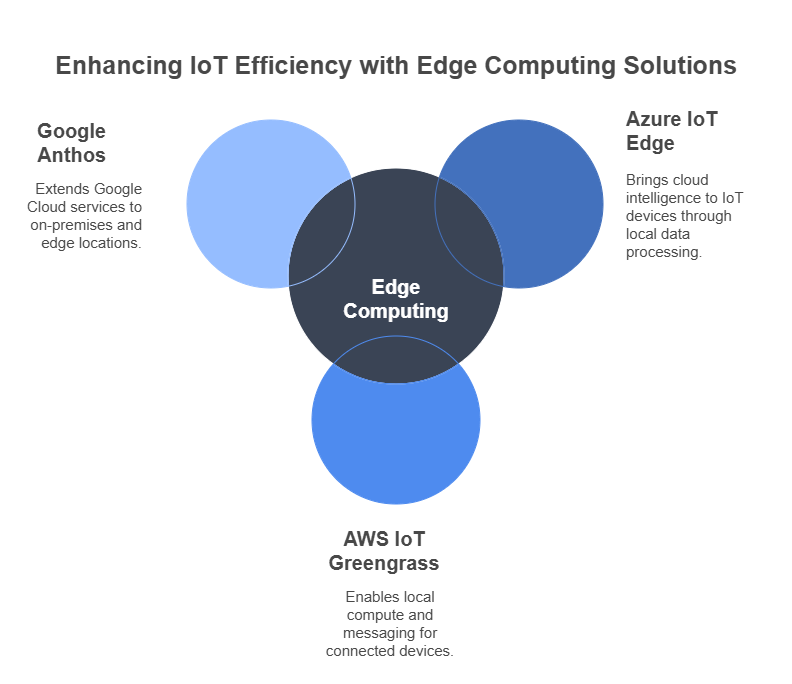 Enhancing IoT Efficiency with Edge Computing Solutions
Google
Anthos
Extends Google
Cloud services to
on-premises and
edge locations.
Azure IoT
Edge
Brings cloud
intelligence to IoT
devices through
local data
processing.
Edge
Computing
AWS IoT
Greengrass
Enables local
compute and
messaging for
connected devices.